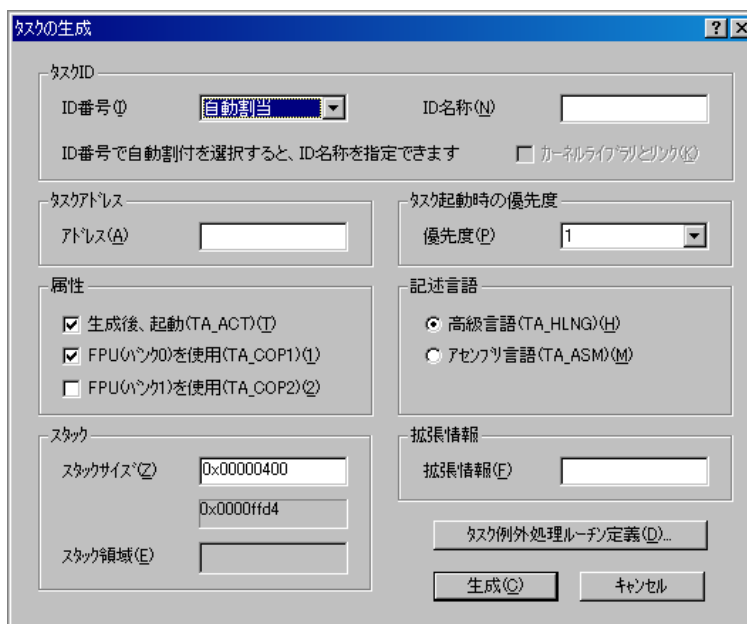 タスクの生成
タスクID
ID番号(I) 自動割当 ID名称(N)
ID番号で自動割付を選択すると、ID名称を指定できます カーネルライブラリとリンク(K)
タスクアドレス
アドレス(A)
タスク起動時の優先度
優先度(P) 1
属性
生成後、起動(TA_ACT)(T)
FPU(バンク0)を使用(TA_COP1)(1)
FPU(バンク1)を使用(TA_COP2)(2)
記述言語
高級言語(TA_HLNG)(H)
アセンブリ言語(TA_ASM)(M)
スタック
スタックサイズ(Z) 0x00000400
0x0000ffd4
スタック領域(E)
拡張情報
拡張情報(F)
タスク例外処理ルーチン定義(D)...
生成(C) キャンセル